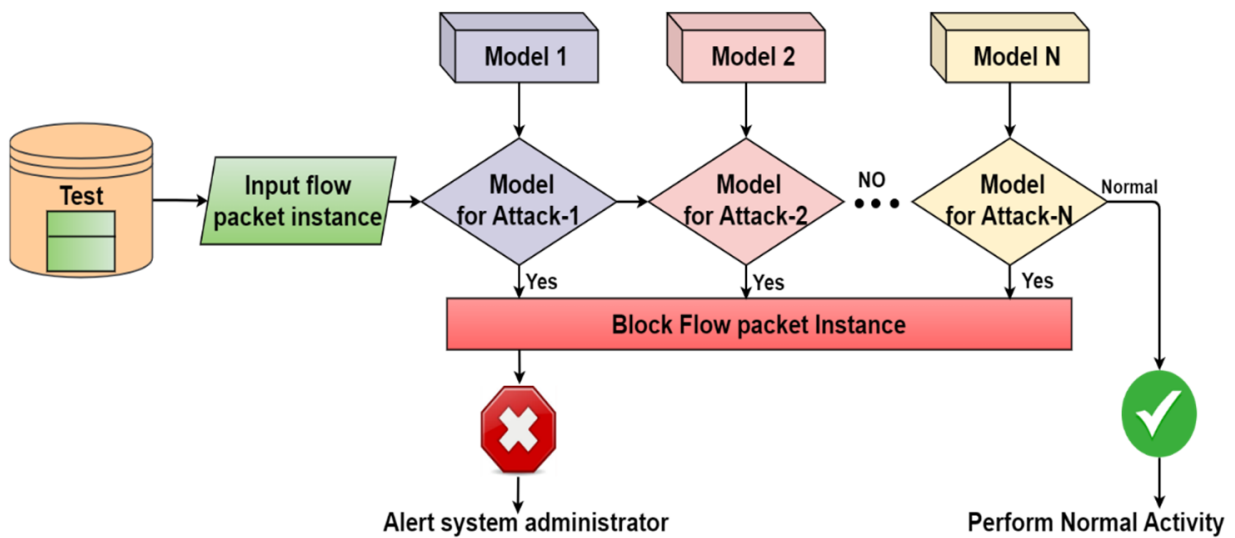 Model 1
Model 2
Model N
Test
Input flow
packet instance
Model
for Attack-1
Model
for Attack-2
NO
Model
for Attack-N
Normal
Yes
Yes
Yes
Block Flow packet Instance
Alert system administrator
Perform Normal Activity